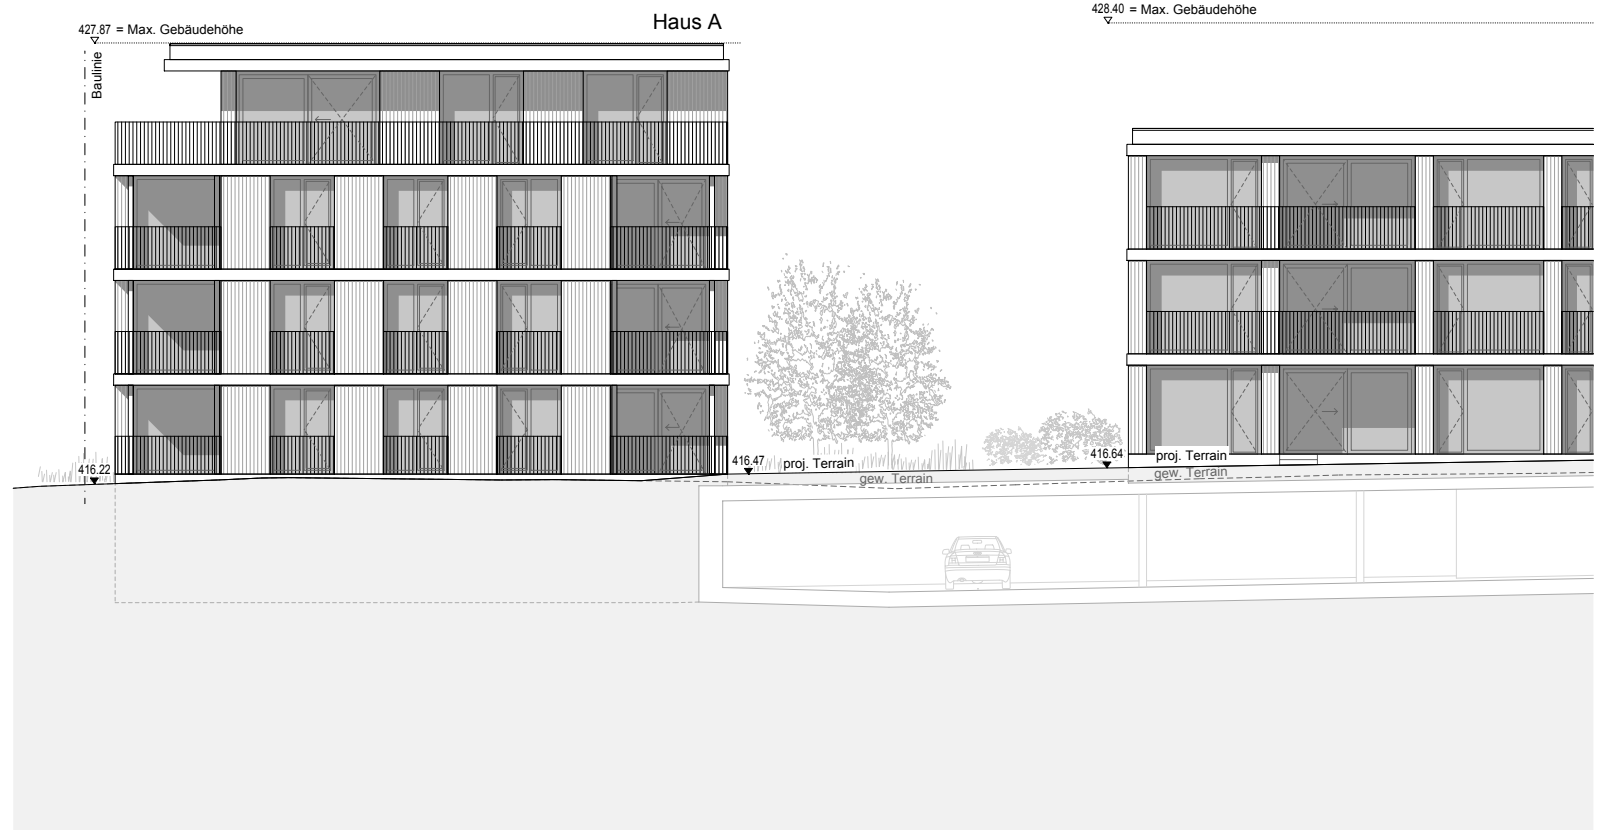 427.87 = Max. Gebäudehöhe
Haus A
428.40 = Max. Gebäudehöhe
Baulinie
416.22
416.47
proj. Terrain
gew. Terrain
416.64
proj. Terrain
gew. Terrain